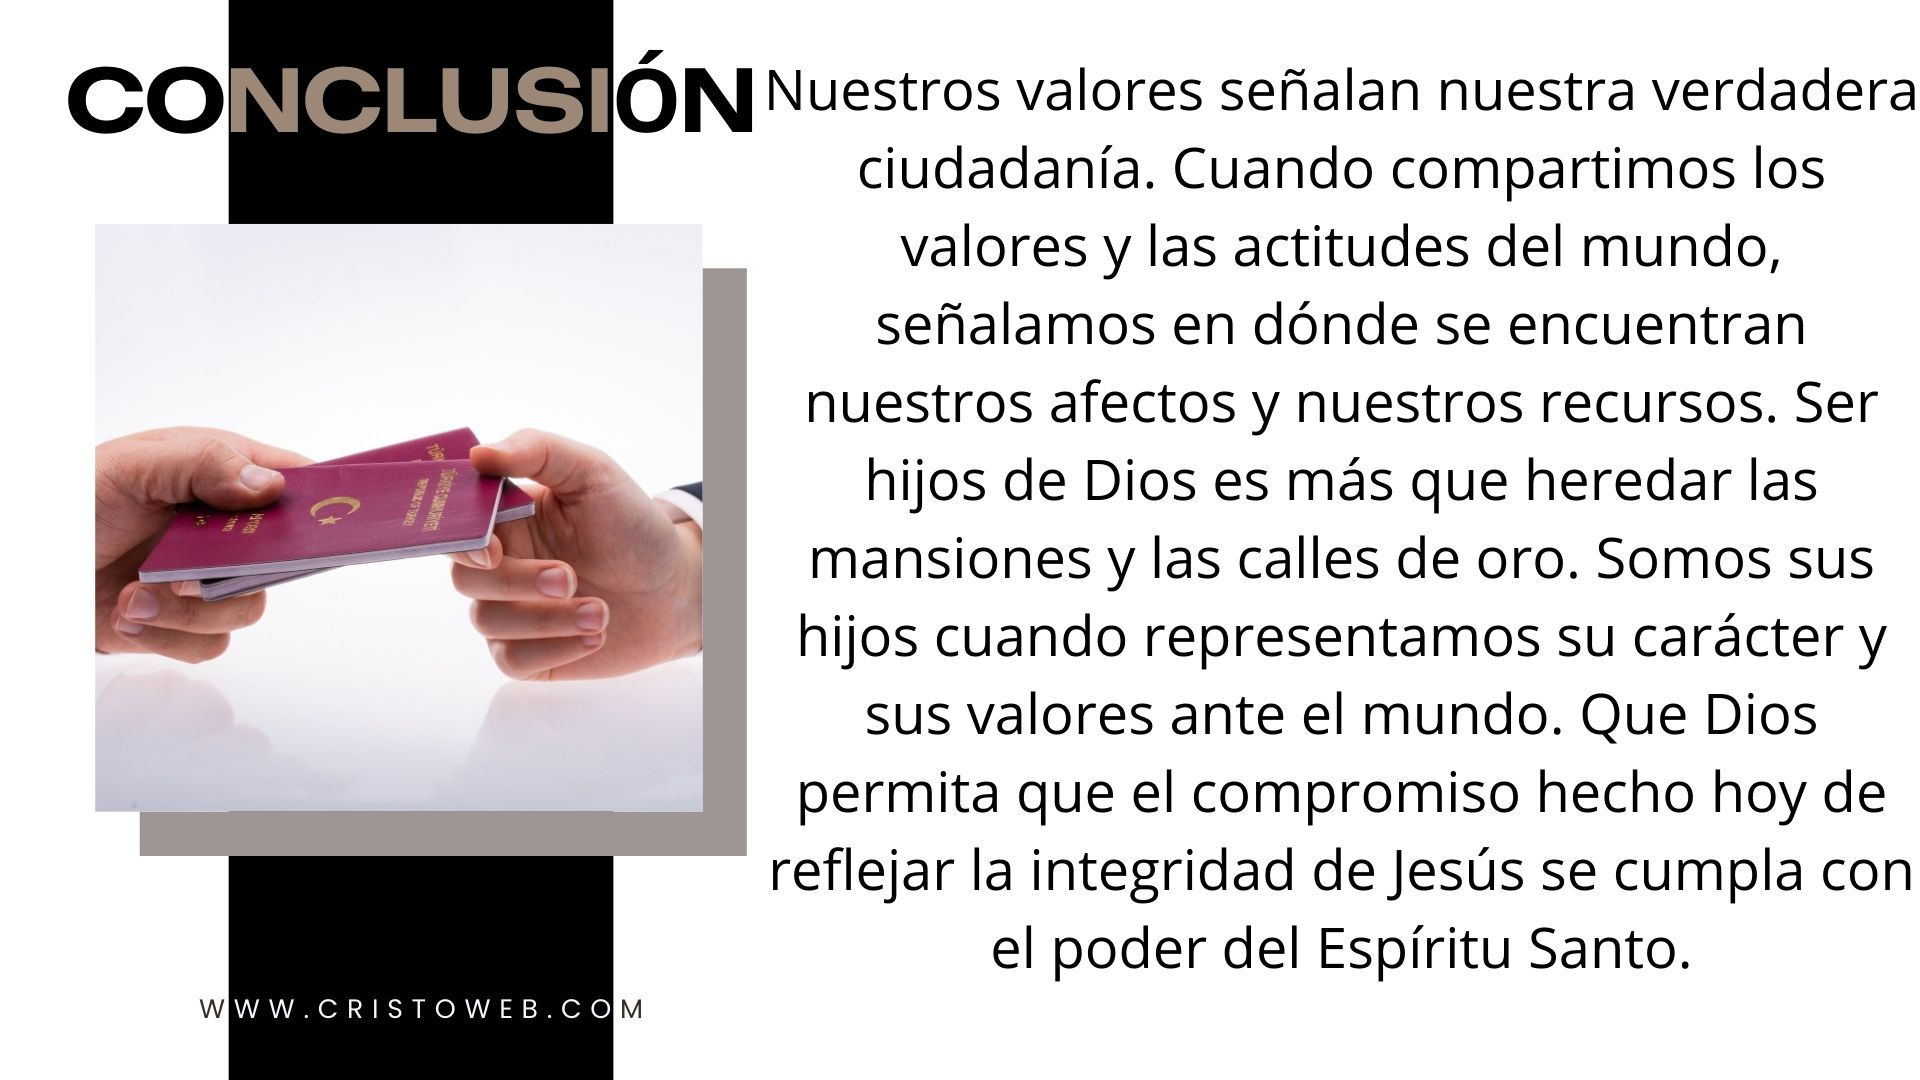 CONCLUSIÓN
Nuestros valores señalan nuestra verdadera
ciudadanía. Cuando compartimos los
valores y las actitudes del mundo,
señalamos en dónde se encuentran
nuestros afectos y nuestros recursos. Ser
hijos de Dios es más que heredar las
mansiones y las calles de oro. Somos sus
hijos cuando representamos su carácter y
sus valores ante el mundo. Que Dios
permita que el compromiso hecho hoy de
reflejar la integridad de Jesús se cumpla con
el poder del Espíritu Santo.
WWW.CRISTOWEB.COM